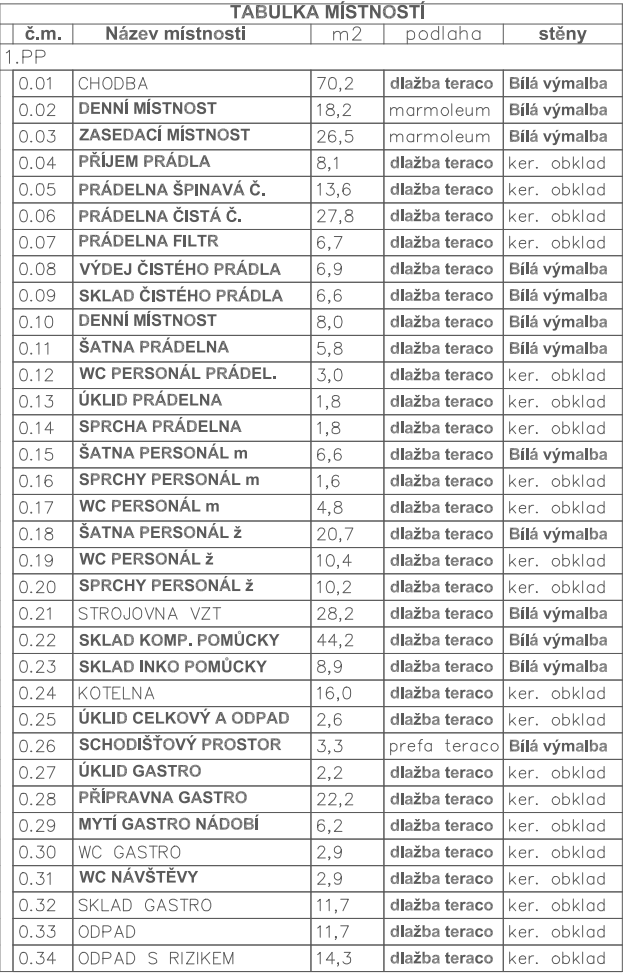 TABULKA MÍSTNOSTÍ
č.m. Název místnosti m2 podlaha stěny
1.PP
0.01 CHODBA 70,2 dlažba teraco Bílá výmalba
0.02 DENNÍ MÍSTNOST 18,2 marmoleum Bílá výmalba
0.03 ZASEDACÍ MÍSTNOST 26,5 marmoleum Bílá výmalba
0.04 PŘÍJEM PRÁDLA 8,1 dlažba teraco ker. obklad
0.05 PRÁDELNA ŠPINAVÁ Č. 13,6 dlažba teraco ker. obklad
0.06 PRÁDELNA ČISTÁ Č. 27,8 dlažba teraco ker. obklad
0.07 PRÁDELNA FILTR 6,7 dlažba teraco ker. obklad
0.08 VÝDEJ ČISTÉHO PRÁDLA 6,9 dlažba teraco Bílá výmalba
0.09 SKLAD ČISTÉHO PRÁDLA 6,6 dlažba teraco Bílá výmalba
0.10 DENNÍ MÍSTNOST 8,0 dlažba teraco Bílá výmalba
0.11 ŠATNA PRÁDELNA 5,8 dlažba teraco Bílá výmalba
0.12 WC PERSONÁL PRÁDEL. 3,0 dlažba teraco ker. obklad
0.13 ÚKLID PRÁDELNA 1,8 dlažba teraco ker. obklad
0.14 SPRCHA PRÁDELNA 1,8 dlažba teraco ker. obklad
0.15 ŠATNA PERSONÁL m 6,6 dlažba teraco Bílá výmalba
0.16 SPRCHY PERSONÁL m 1,6 dlažba teraco ker. obklad
0.17 WC PERSONÁL m 4,8 dlažba teraco ker. obklad
0.18 ŠATNA PERSONÁL ž 20,7 dlažba teraco Bílá výmalba
0.19 WC PERSONÁL ž 10,4 dlažba teraco ker. obklad
0.20 SPRCHY PERSONÁL ž 10,2 dlažba teraco ker. obklad
0.21 STROJOVNA VZT 28,2 dlažba teraco Bílá výmalba
0.22 SKLAD KOMP. POMŮCKY 44,2 dlažba teraco Bílá výmalba
0.23 SKLAD INKO POMŮCKY 8,9 dlažba teraco Bílá výmalba
0.24 KOTELNA 16,0 dlažba teraco ker. obklad
0.25 ÚKLID CELKOVÝ A ODPAD 2,6 dlažba teraco ker. obklad
0.26 SCHODIŠŤOVÝ PROSTOR 3,3 prefa teraco Bílá výmalba
0.27 ÚKLID GASTRO 2,2 dlažba teraco ker. obklad
0.28 PŘÍPRAVNA GASTRO 22,2 dlažba teraco ker. obklad
0.29 MYTÍ GASTRO NÁDOBÍ 6,2 dlažba teraco ker. obklad
0.30 WC GASTRO 2,9 dlažba teraco ker. obklad
0.31 WC NÁVŠTĚVY 2,9 dlažba teraco ker. obklad
0.32 SKLAD GASTRO 11,7 dlažba teraco ker. obklad
0.33 ODPAD 11,7 dlažba teraco ker. obklad
0.34 ODPAD S RIZIKEM 14,3 dlažba teraco ker. obklad